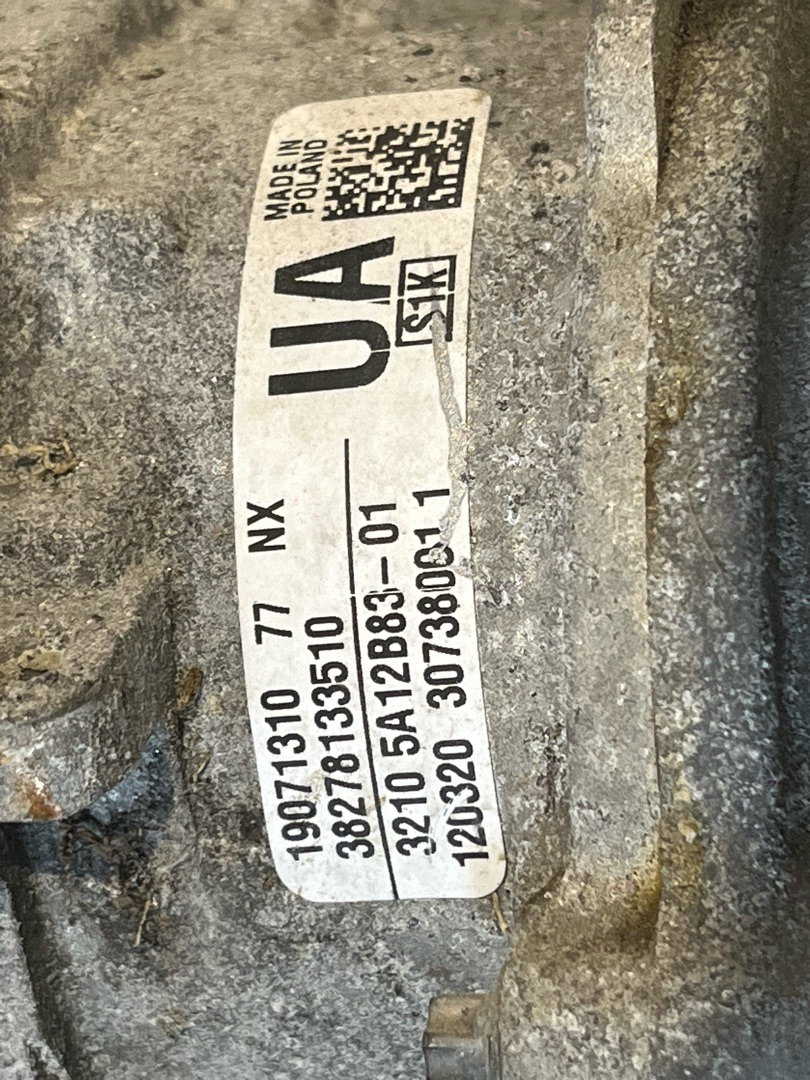 19071310 77 NX
38278133510
3210 5A12B83-01
120320 30738001 1
UA
S1K
MADE IN
POLAND